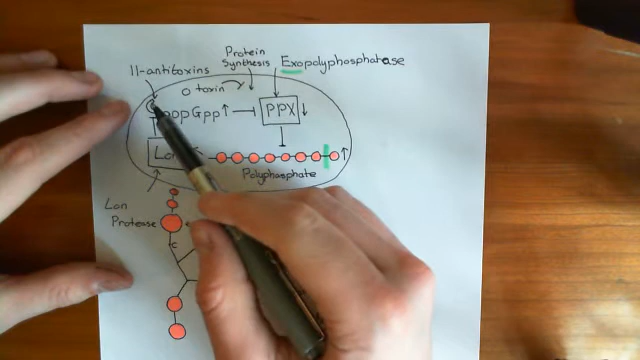 11-antitoxins
Protein
Synthesis
Exopolyphosphatase
toxin
ppGpp↑
PPX↓
Lon
↑
Polyphosphate
Lon
Protease
C